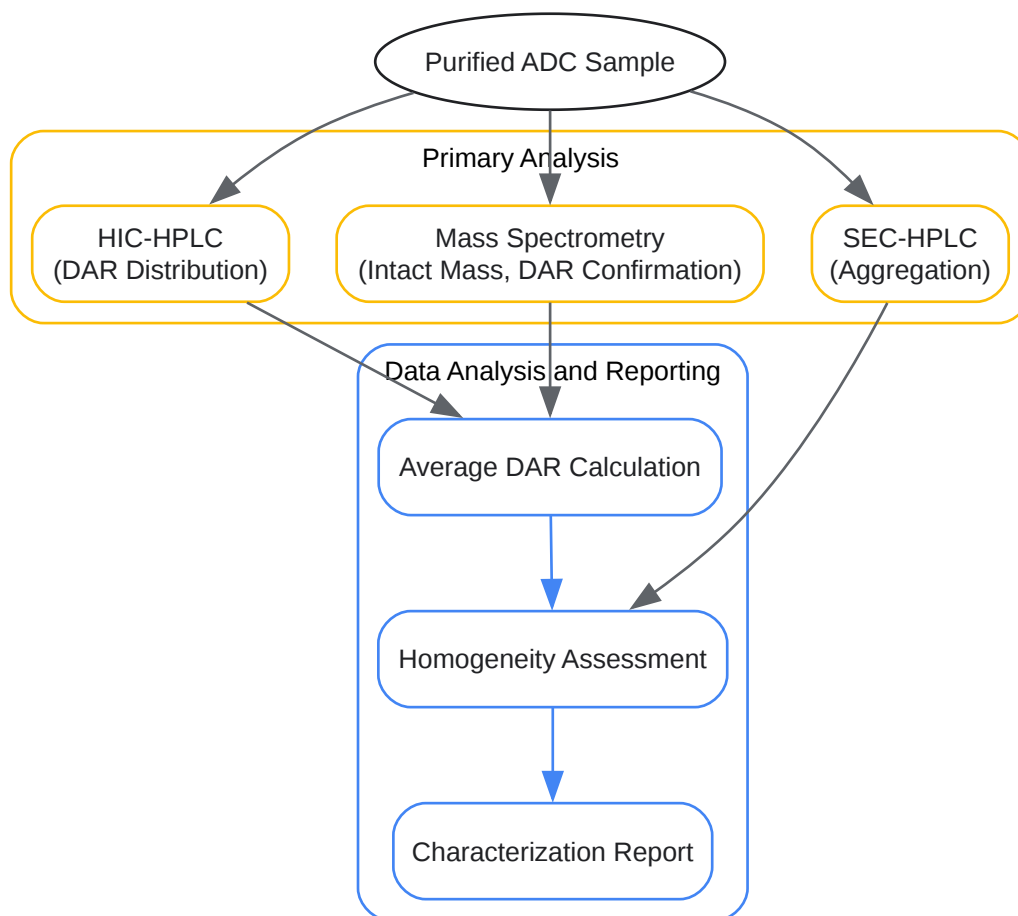 Purified ADC Sample
Primary Analysis
HIC-HPLC
(DAR Distribution)
Mass Spectrometry
(Intact Mass, DAR Confirmation)
SEC-HPLC
(Aggregation)
Data Analysis and Reporting
Average DAR Calculation
Homogeneity Assessment
Characterization Report